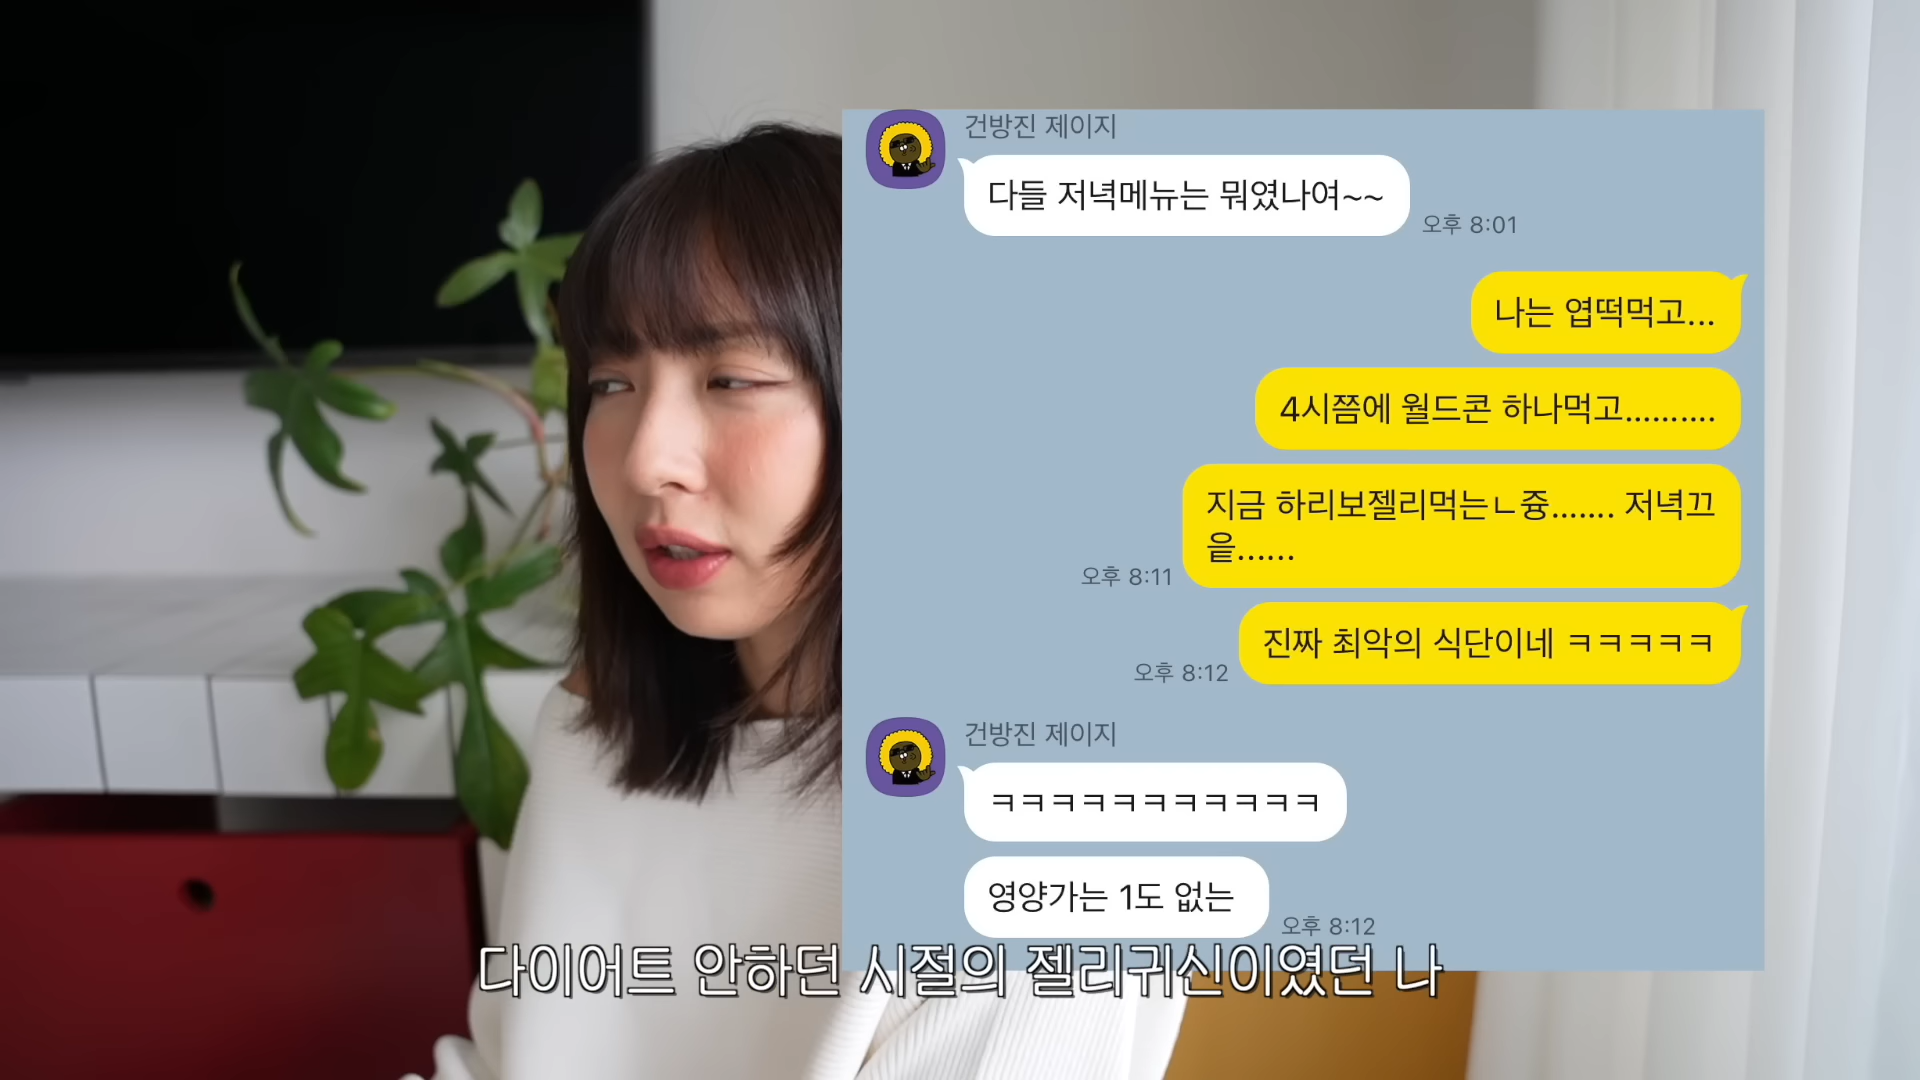 건방진 제이지
다들 저녁메뉴는 뭐였나여~~
오후 8:01
나는 엽떡먹고...
4시쯤에 월드콘 하나먹고..........
지금 하리보젤리먹는ㄴ즁....... 저녁끄
읕......
오후 8:11
진짜 최악의 식단이네 ㅋㅋㅋㅋㅋ
오후 8:12
건방진 제이지
ㅋㅋㅋㅋㅋㅋㅋㅋㅋㅋㅋ
영양가는 1도 없는
오후 8:12
다이어트 안하던 시절의 젤리귀신이였던 나